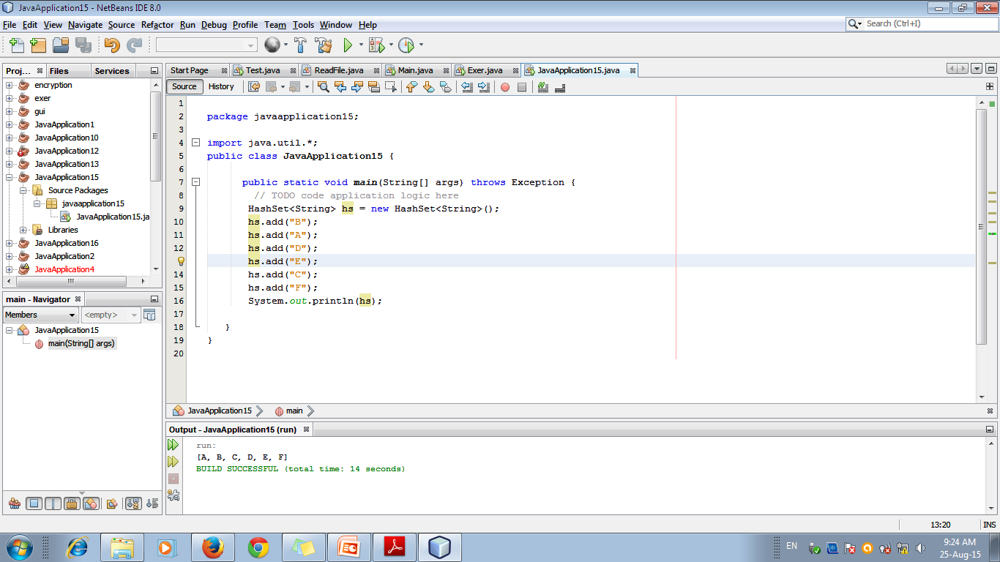 JavaApplication15 - NetBeans IDE 8.0
File Edit View Navigate Source Refactor Run Debug Profile Team Tools Window Help
Search (Ctrl+I)
Proj... Files Services
encryption
exer
gui
JavaApplication1
JavaApplication10
JavaApplication12
JavaApplication13
JavaApplication15
Source Packages
javaapplication15
JavaApplication15.ja
Libraries
JavaApplication16
JavaApplication2
JavaApplication4
main - Navigator
Members <empty>
JavaApplication15
main(String[] args)
Start Page Test.java ReadFile.java Main.java Exer.java JavaApplication15.java
Source History
1
2 package javaapplication15;
3
4 import java.util.*;
5 public class JavaApplication15 {
6
7 public static void main(String[] args) throws Exception {
8 // TODO code application logic here
9 HashSet<String> hs = new HashSet<String>();
10 hs.add("B");
11 hs.add("A");
12 hs.add("D");
hs.add("E");
14 hs.add("C");
15 hs.add("F");
16 System.out.println(hs);
17
18 }
19 }
20
JavaApplication15 main
Output - JavaApplication15 (run)
run:
[A, B, C, D, E, F]
BUILD SUCCESSFUL (total time: 14 seconds)
13:20 INS
EN
9:24 AM
25-Aug-15